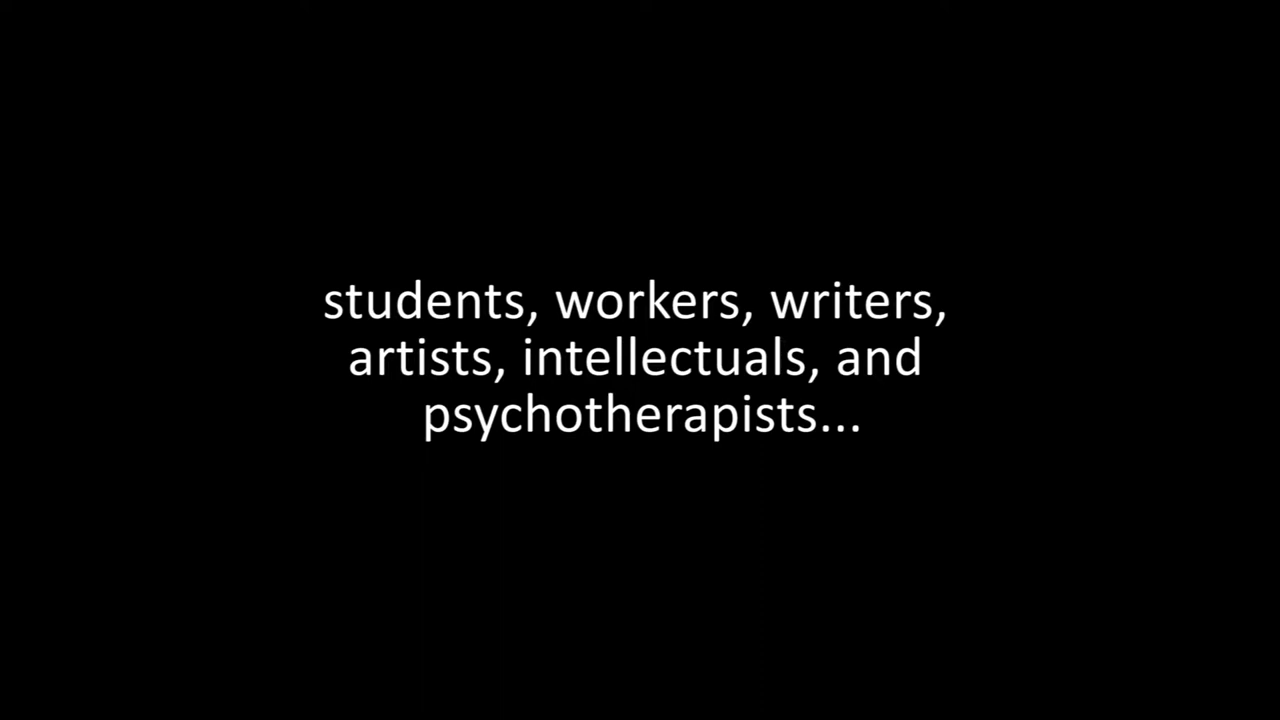 students, workers, writers,
artists, intellectuals, and
psychotherapists...